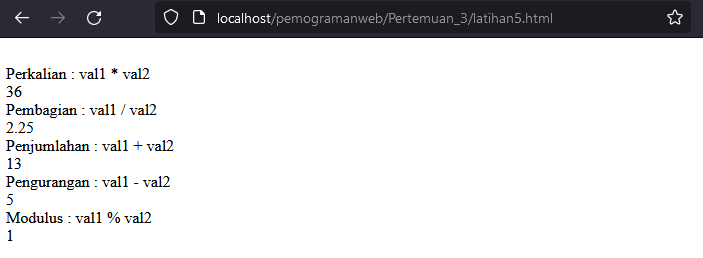 localhost/pemogramanweb/Pertemuan_3/latihan5.html
Perkalian : val1 * val2
36
Pembagian : val1 / val2
2.25
Penjumlahan : val1 + val2
13
Pengurangan : val1 - val2
5
Modulus : val1 % val2
1